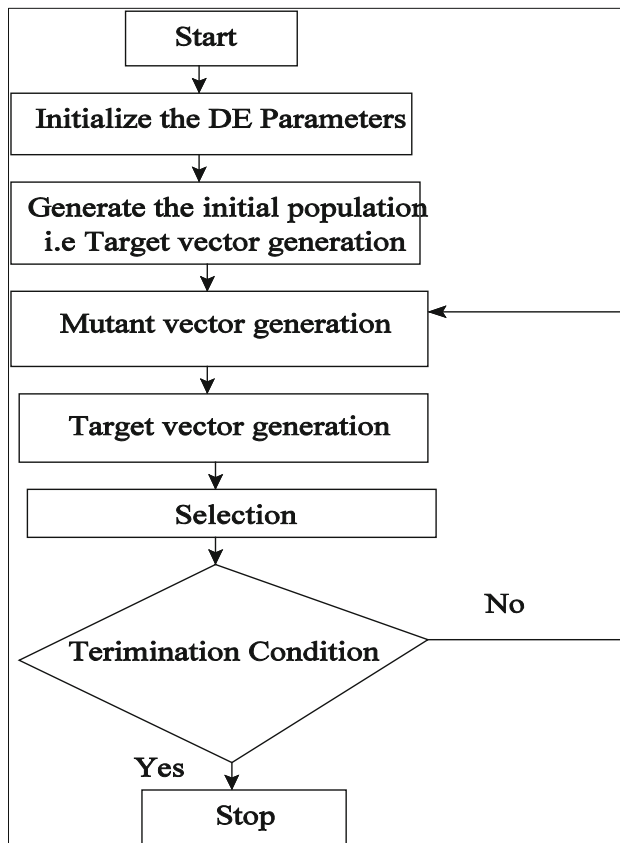 Start
Initialize the DE Parameters
Generate the initial population
i.e Target vector generation
Mutant vector generation
Target vector generation
Selection
No
Terimination Condition
Yes
Stop